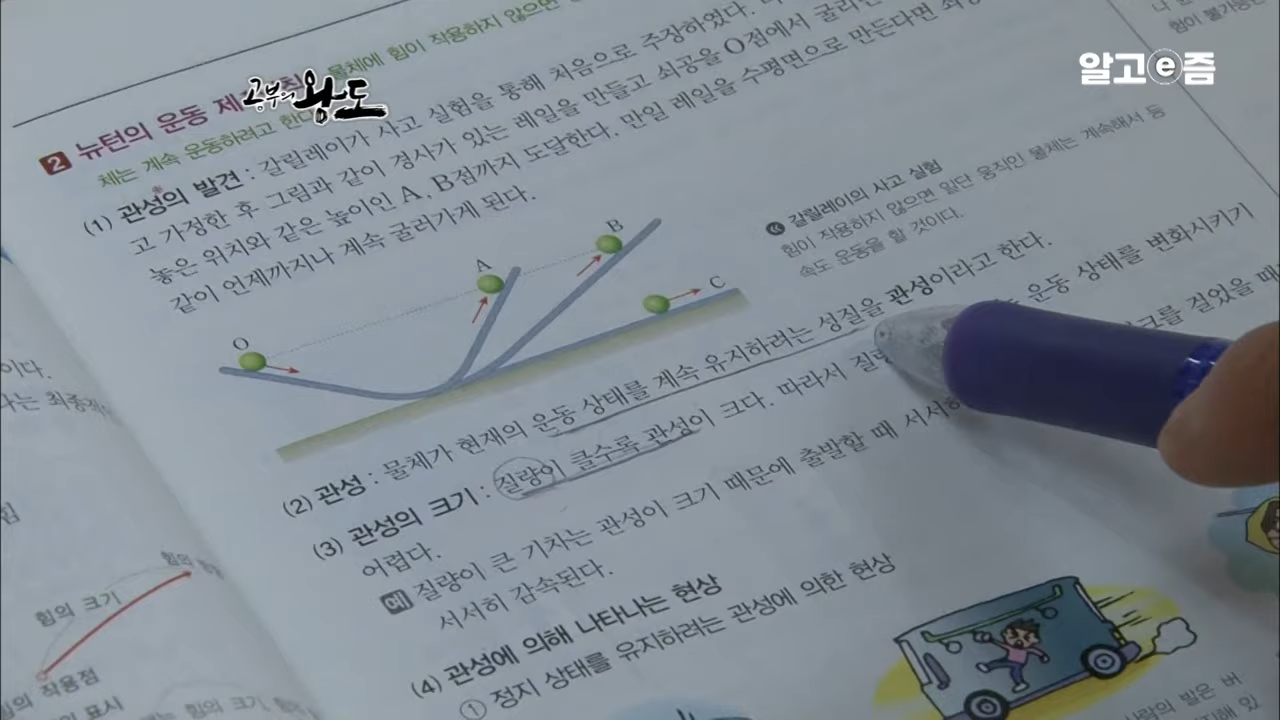 공부의 왕도
알고e즘
물체에 힘이 작용하지 않으면
2 뉴턴의 운동 제
체는 계속 운동하려고 한다
(1) 관성의 발견 : 갈릴레이가 사고 실험을 통해 처음으로 주장하였다.
고 가정한 후 그림과 같이 경사가 있는 레일을 만들고 쇠공을 O점에서 굴리면
놓은 위치와 같은 높이인 A, B점까지 도달한다. 만일 레일을 수평면으로 만든다면
같이 언제까지나 계속 굴러가게 된다.
O
A
B
C
갈릴레이의 사고 실험
힘이 작용하지 않으면 일단 움직인 물체는 계속해서 등
속도 운동을 할 것이다.
(2) 관성 : 물체가 현재의 운동 상태를 계속 유지하려는 성질을 관성이라고 한다.
(3) 관성의 크기 : 질량이 클수록 관성이 크다. 따라서 운동 상태를 변화시키기
어렵다.
예 질량이 큰 기차는 관성이 크기 때문에 출발할 때 걸었을 때
서서히 감속된다.
(4) 관성에 의해 나타나는 현상
① 정지 상태를 유지하려는 관성에 의한 현상
이다.
힘의 크기
작용점
표시
힘의 크기,